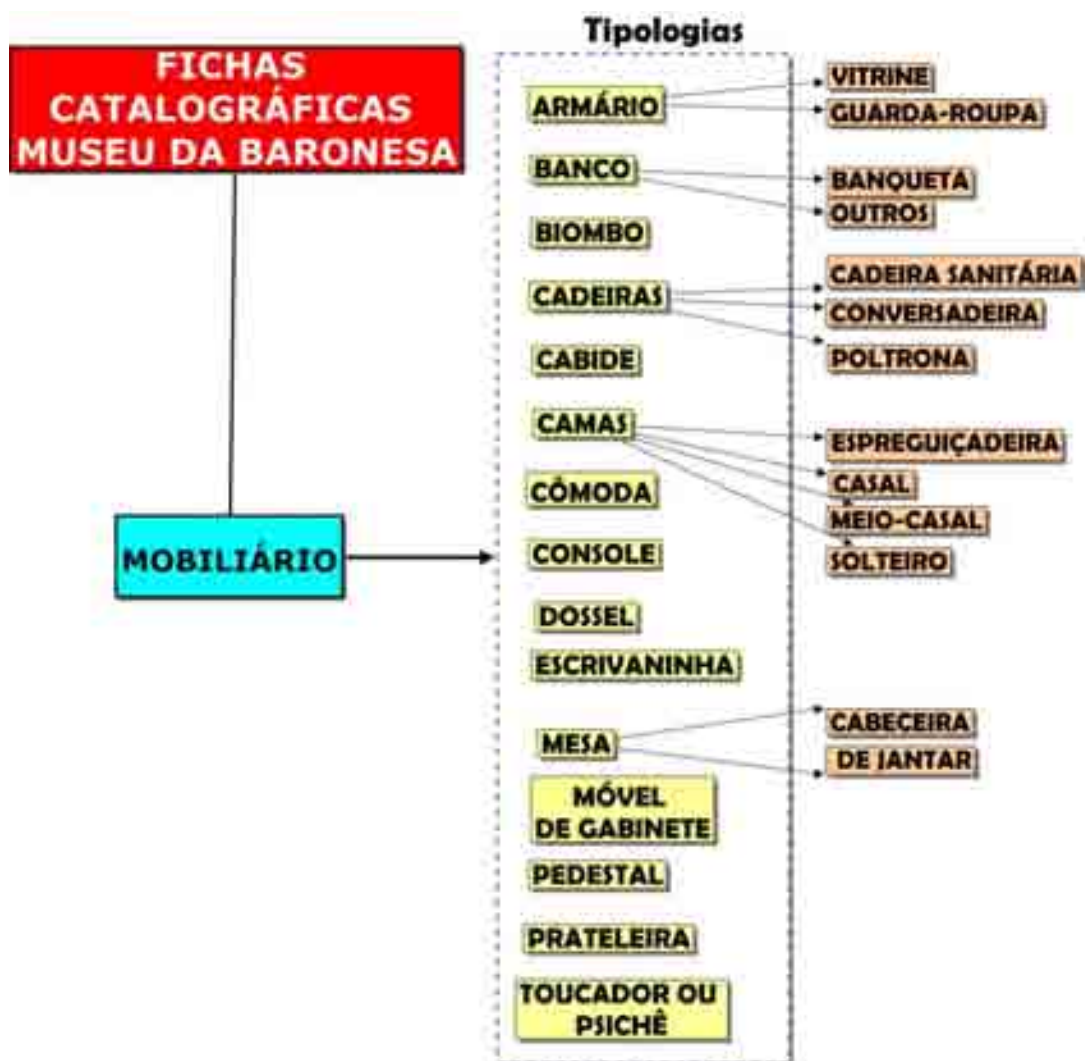 Tipologias
FICHAS
CATALOGRÁFICAS
MUSEU DA BARONESA
MOBILIÁRIO
ARMÁRIO
VITRINE
GUARDA-ROUPA
BANCO
BANQUETA
OUTROS
BIOMBO
CADEIRAS
CADEIRA SANITÁRIA
CONVERSADEIRA
POLTRONA
CABIDE
CAMAS
ESPREGUIÇADEIRA
CASAL
MEIO-CASAL
SOLTEIRO
CÔMODA
CONSOLE
DOSSEL
ESCRIVANINHA
MESA
CABECEIRA
DE JANTAR
MÓVEL
DE GABINETE
PEDESTAL
PRATELEIRA
TOUCADOR OU
PSICHÊ